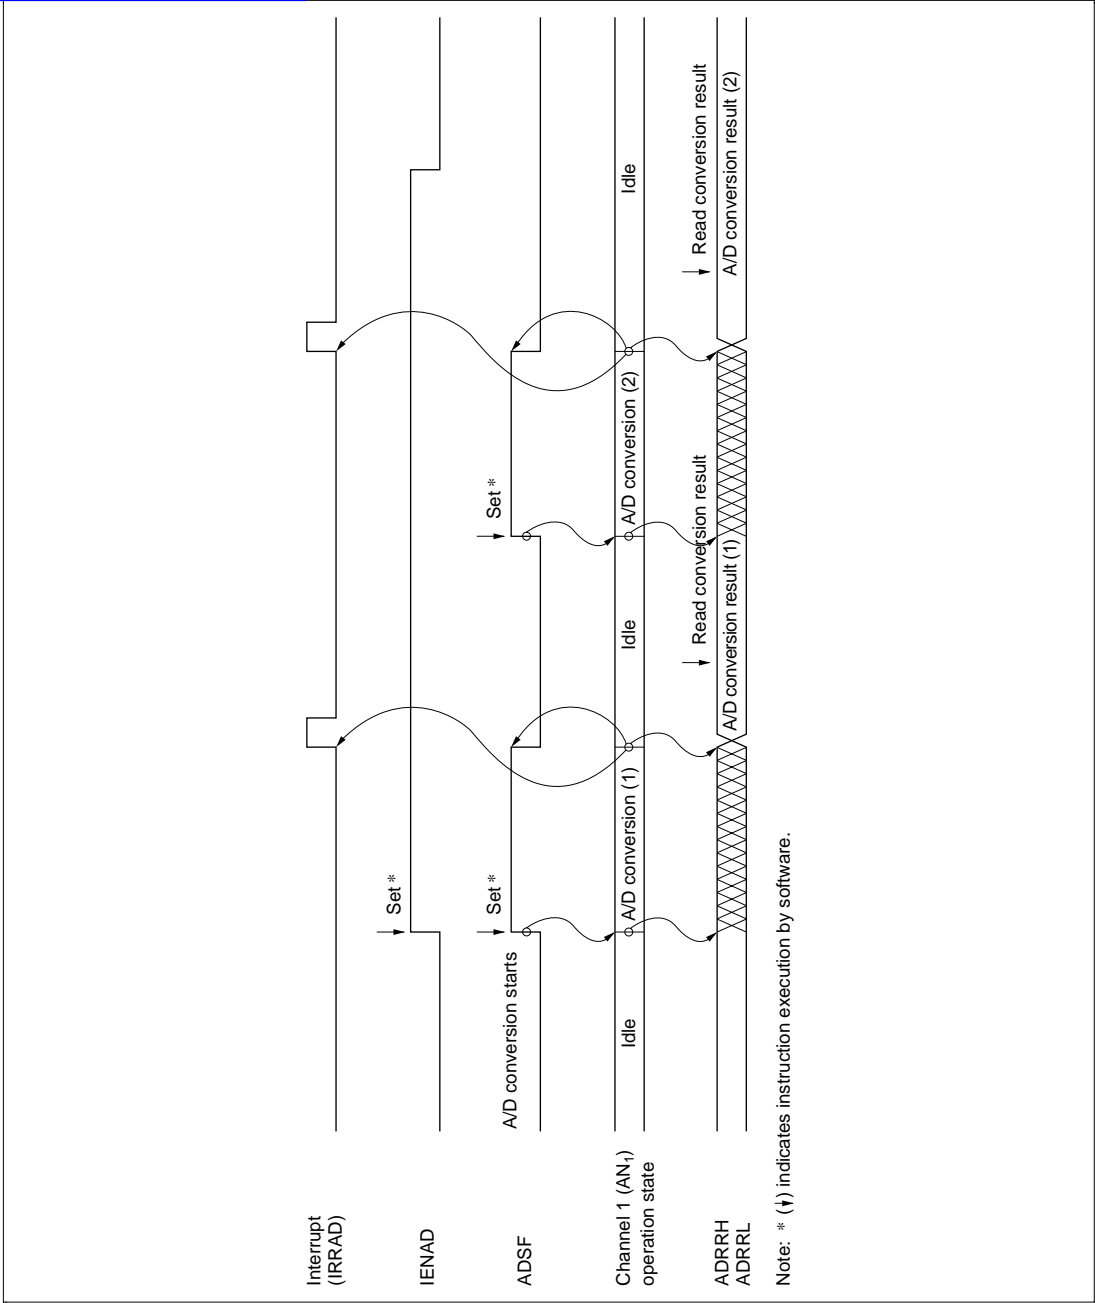 Interrupt
(IRRAD)
IENAD
Set *
ADSF
A/D conversion starts
Set *
Set *
Channel 1 (AN₁)
operation state
Idle
A/D conversion (1)
Idle
A/D conversion (2)
Idle
Read conversion result
Read conversion result
ADRRH
ADRRL
A/D conversion result (1)
A/D conversion result (2)
Note: * (↓) indicates instruction execution by software.